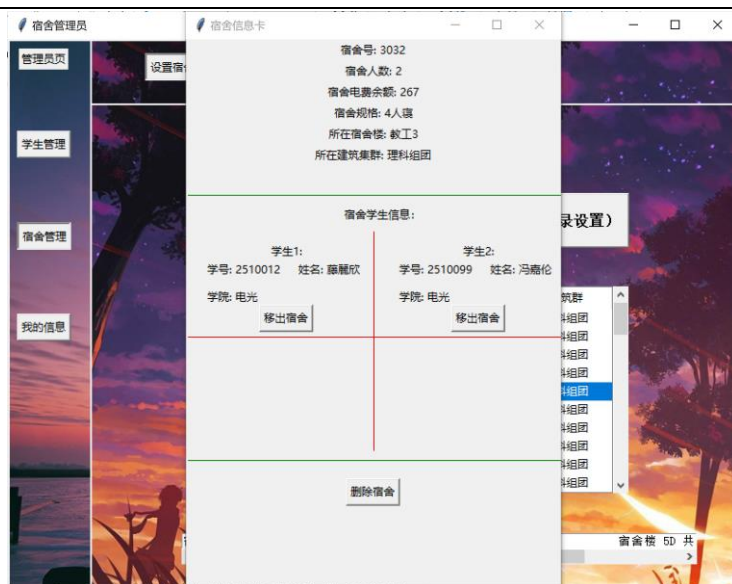 宿舍管理员
宿舍信息卡
管理员页
设置宿
学生管理
宿舍管理
我的信息
宿舍号: 3032
宿舍人数: 2
宿舍电费余额: 267
宿舍规格: 4人寝
所在宿舍楼: 教工3
所在建筑集群: 理科组团
宿舍学生信息:
学生1:
学号: 2510012 姓名: 藤麗欣
学院: 电光
移出宿舍
学生2:
学号: 2510099 姓名: 冯嘉伦
学院: 电光
移出宿舍
删除宿舍
录设置）
筑群
科组团
科组团
科组团
科组团
科组团
科组团
科组团
科组团
科组团
科组团
宿舍楼 5D 共